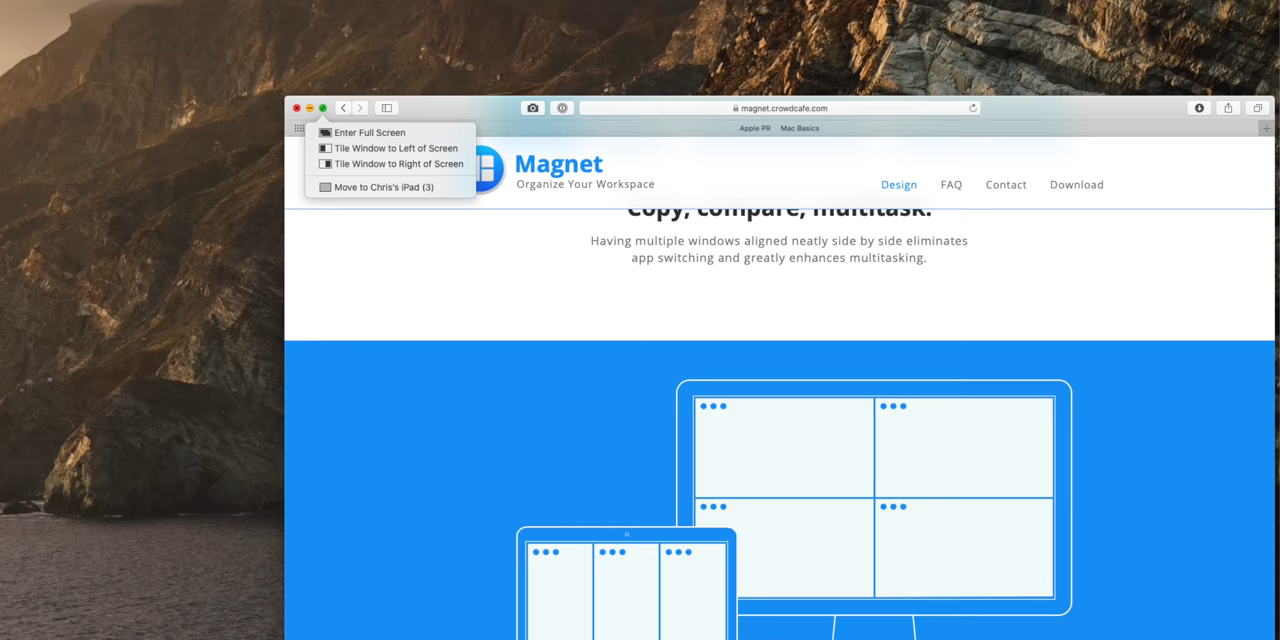 magnet.crowdcafe.com
Apple PR Mac Basics
Enter Full Screen
Tile Window to Left of Screen
Tile Window to Right of Screen
Move to Chris's iPad (3)
Magnet
Organize Your Workspace
Design FAQ Contact Download
Copy, compare, multitask.
Having multiple windows aligned neatly side by side eliminates
app switching and greatly enhances multitasking.